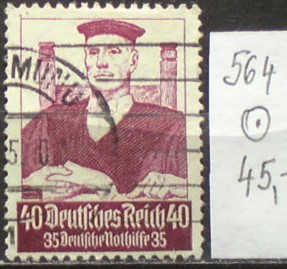 40 Deutsches Reich 40
35 Deutsche Nothilfe 35
564
45,-